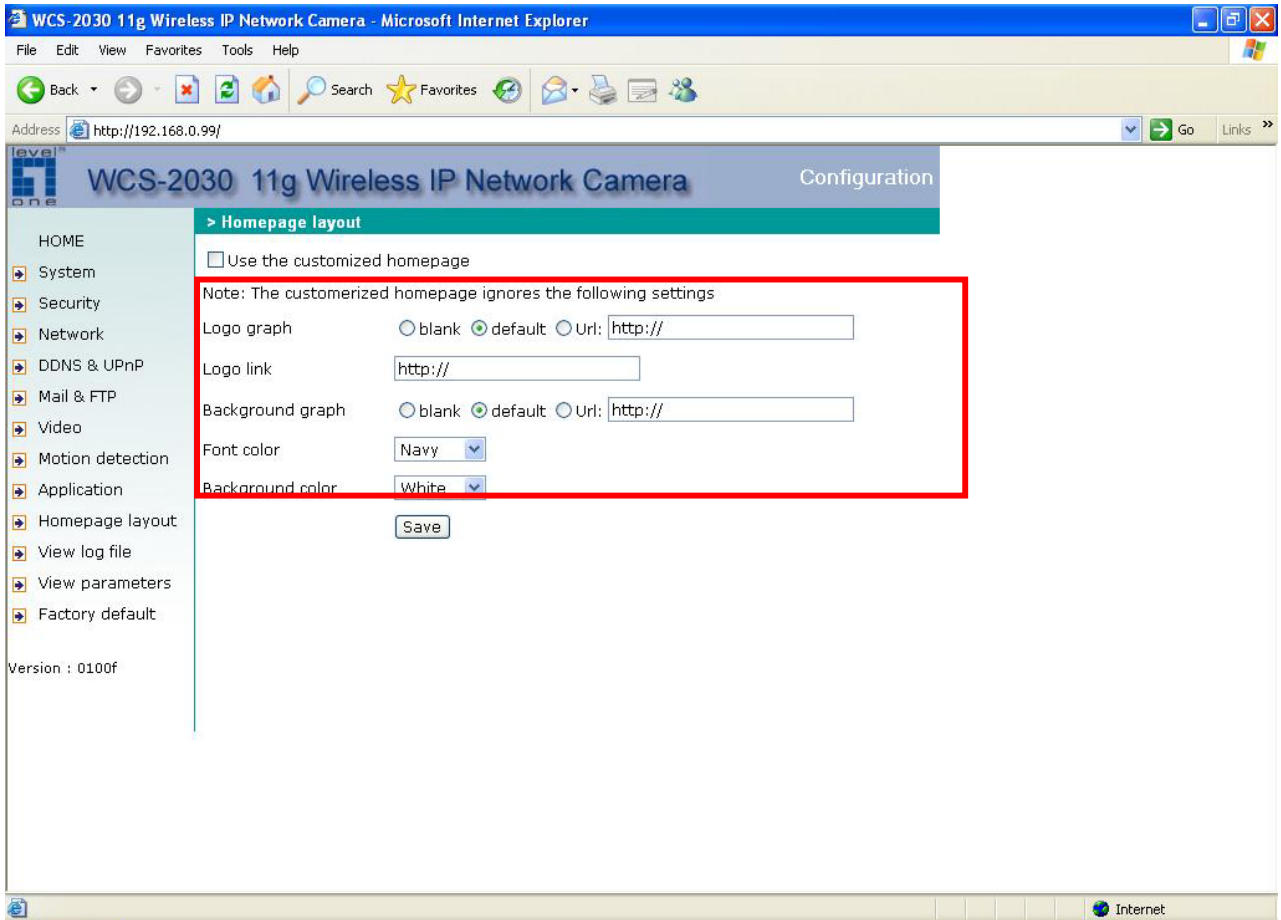 WCS-2030 11g Wireless IP Network Camera - Microsoft Internet Explorer
File Edit View Favorites Tools Help
Back Search Favorites
Address http://192.168.0.99/ Go Links »
level™ one
WCS-2030 11g Wireless IP Network Camera Configuration
HOME
System
Security
Network
DDNS & UPnP
Mail & FTP
Video
Motion detection
Application
Homepage layout
View log file
View parameters
Factory default
Version : 0100f
> Homepage layout
Use the customized homepage
Note: The customerized homepage ignores the following settings
Logo graph blank default Url: http://
Logo link http://
Background graph blank default Url: http://
Font color Navy
Background color White
Save
Internet